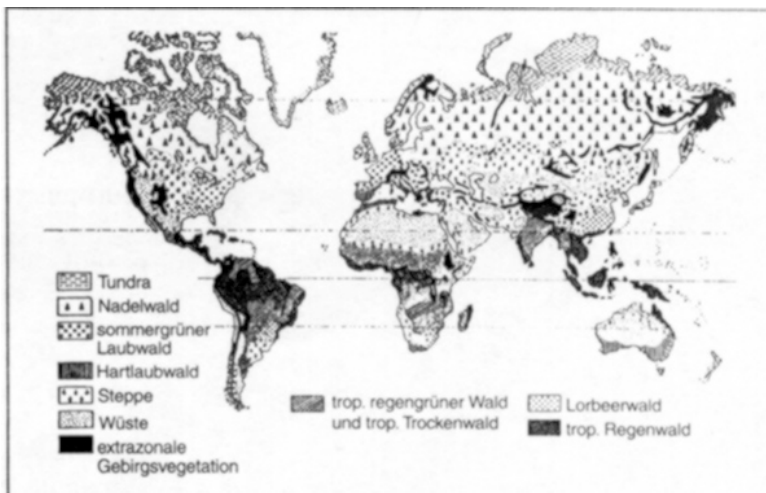 Tundra
Nadelwald
sommergrüner
Laubwald
Hartlaubwald
Steppe
Wüste
extrazonale
Gebirgsvegetation
trop. regengrüner Wald
und trop. Trockenwald
Lorbeerwald
trop. Regenwald